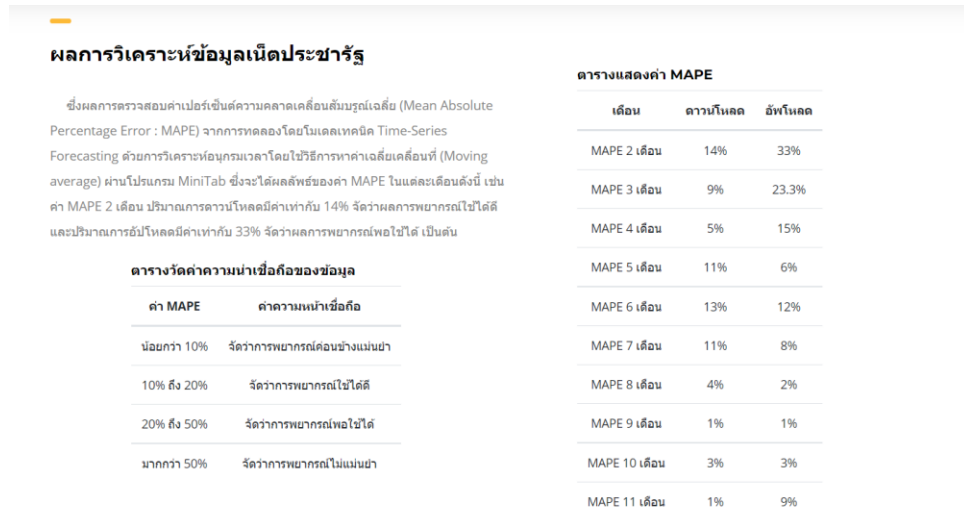 ผลการวิเคราะห์ข้อมูลเน็ตประชารัฐ
ซึ่งผลการตรวจสอบค่าเปอร์เซ็นต์ความคลาดเคลื่อนสัมบรูณ์เฉลี่ย (Mean Absolute
Percentage Error : MAPE) จากการทดลองโดยโมเดลเทคนิค Time-Series
Forecasting ด้วยการวิเคราะห์อนุกรมเวลาโดยใช้วิธีการหาค่าเฉลี่ยเคลื่อนที่ (Moving
average) ผ่านโปรแกรม MiniTab ซึ่งจะได้ผลลัพธ์ของค่า MAPE ในแต่ละเดือนดังนี้ เช่น
ค่า MAPE 2 เดือน ปริมาณการดาวน์โหลดมีค่าเท่ากับ 14% จัดว่าผลการพยากรณ์ใช้ได้ดี
และปริมาณการอัปโหลดมีค่าเท่ากับ 33% จัดว่าผลการพยากรณ์พอใช้ได้ เป็นต้น
ตารางวัดค่าความน่าเชื่อถือของข้อมูล
ค่า MAPE ค่าความหน้าเชื่อถือ
น้อยกว่า 10% จัดว่าการพยากรณ์ค่อนข้างแม่นยำ
10% ถึง 20% จัดว่าการพยากรณ์ใช้ได้ดี
20% ถึง 50% จัดว่าการพยากรณ์พอใช้ได้
มากกว่า 50% จัดว่าการพยากรณ์ไม่แม่นยำ
ตารางแสดงค่า MAPE
เดือน ดาวน์โหลด อัพโหลด
MAPE 2 เดือน 14% 33%
MAPE 3 เดือน 9% 23.3%
MAPE 4 เดือน 5% 15%
MAPE 5 เดือน 11% 6%
MAPE 6 เดือน 13% 12%
MAPE 7 เดือน 11% 8%
MAPE 8 เดือน 4% 2%
MAPE 9 เดือน 1% 1%
MAPE 10 เดือน 3% 3%
MAPE 11 เดือน 1% 9%